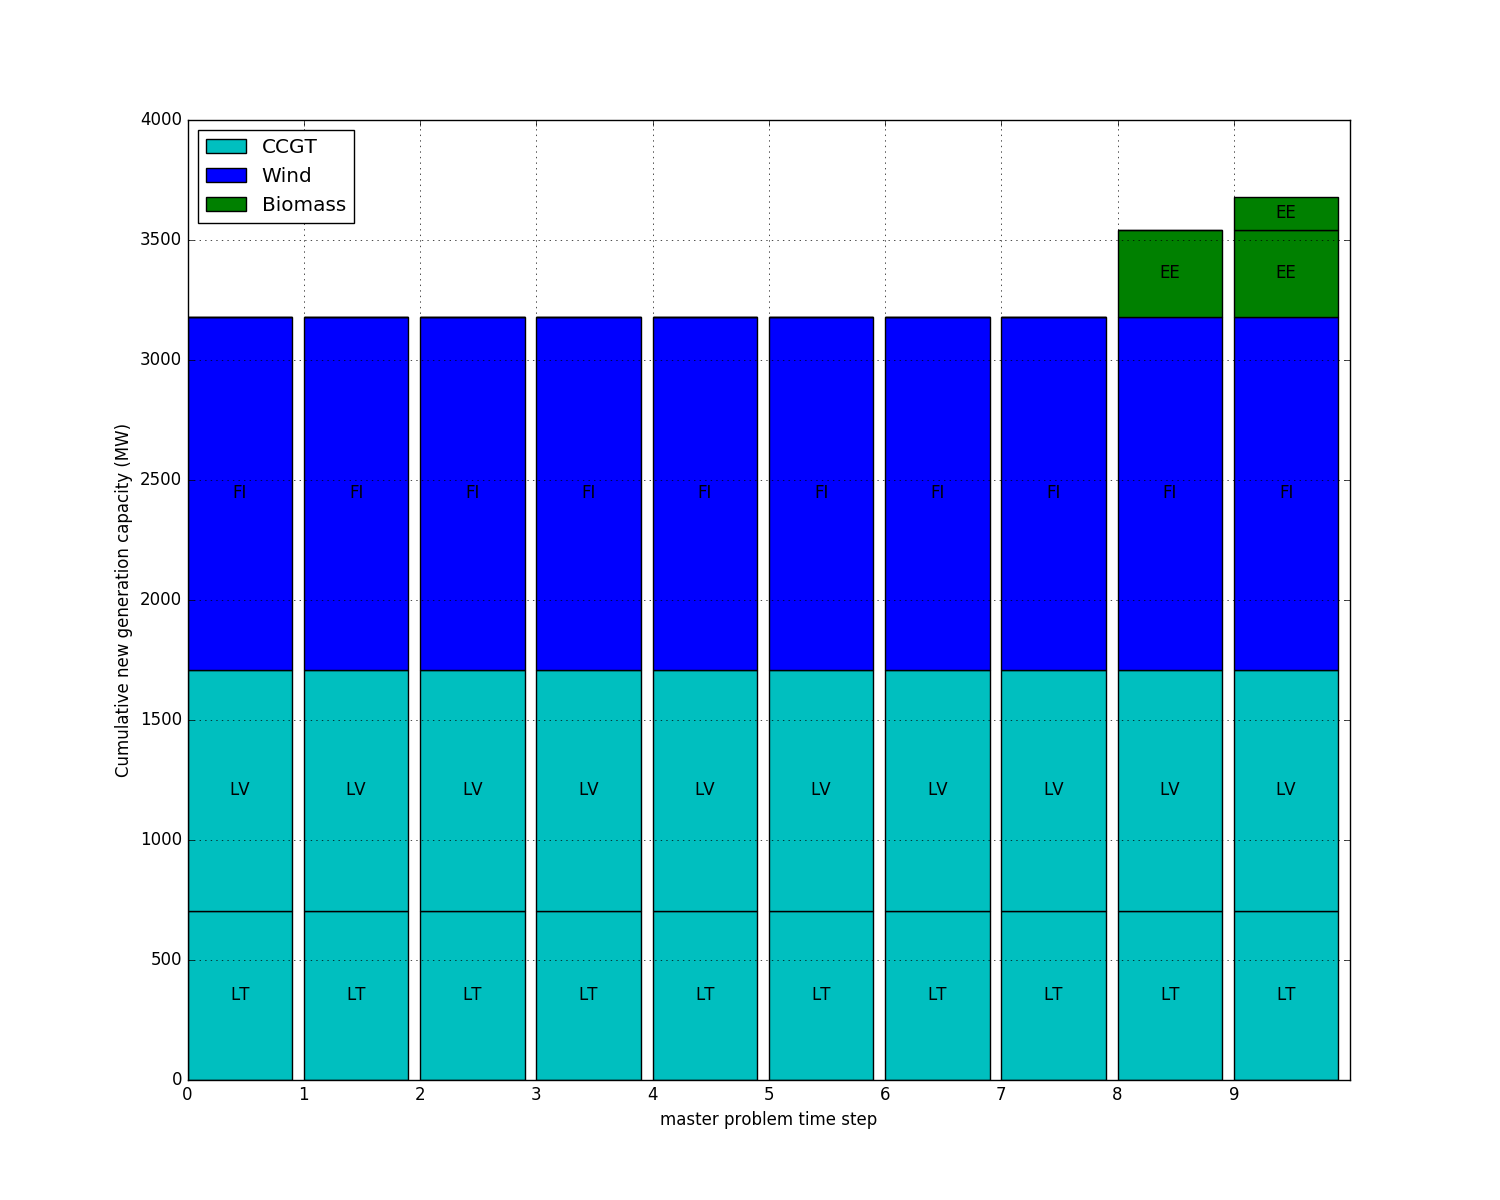 4000
3500
3000
2500
2000
1500
1000
500
0
Cumulative new generation capacity (MW)
CCGT
Wind
Biomass
EE
EE EE
FI FI FI FI FI FI FI FI FI FI
LV LV LV LV LV LV LV LV LV LV
LT LT LT LT LT LT LT LT LT LT
0 1 2 3 4 5 6 7 8 9
master problem time step